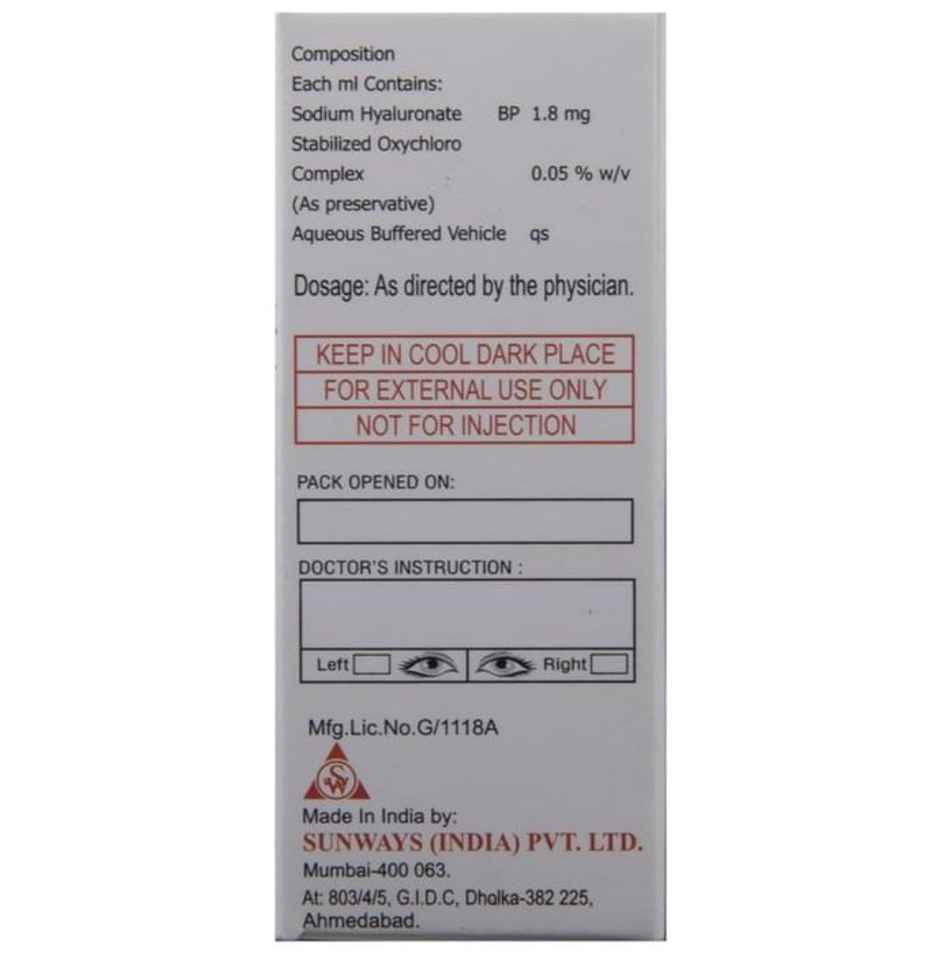 Composition
Each ml Contains:
Sodium Hyaluronate BP 1.8 mg
Stabilized Oxychloro
Complex 0.05 % w/v
(As preservative)
Aqueous Buffered Vehicle qs
Dosage: As directed by the physician.
KEEP IN COOL DARK PLACE
FOR EXTERNAL USE ONLY
NOT FOR INJECTION
PACK OPENED ON:
DOCTOR'S INSTRUCTION :
Left Right
Mfg.Lic.No.G/1118A
SW
Made In India by:
SUNWAYS (INDIA) PVT. LTD.
Mumbai-400 063.
At: 803/4/5, G.I.D.C, Dholka-382 225,
Ahmedabad.